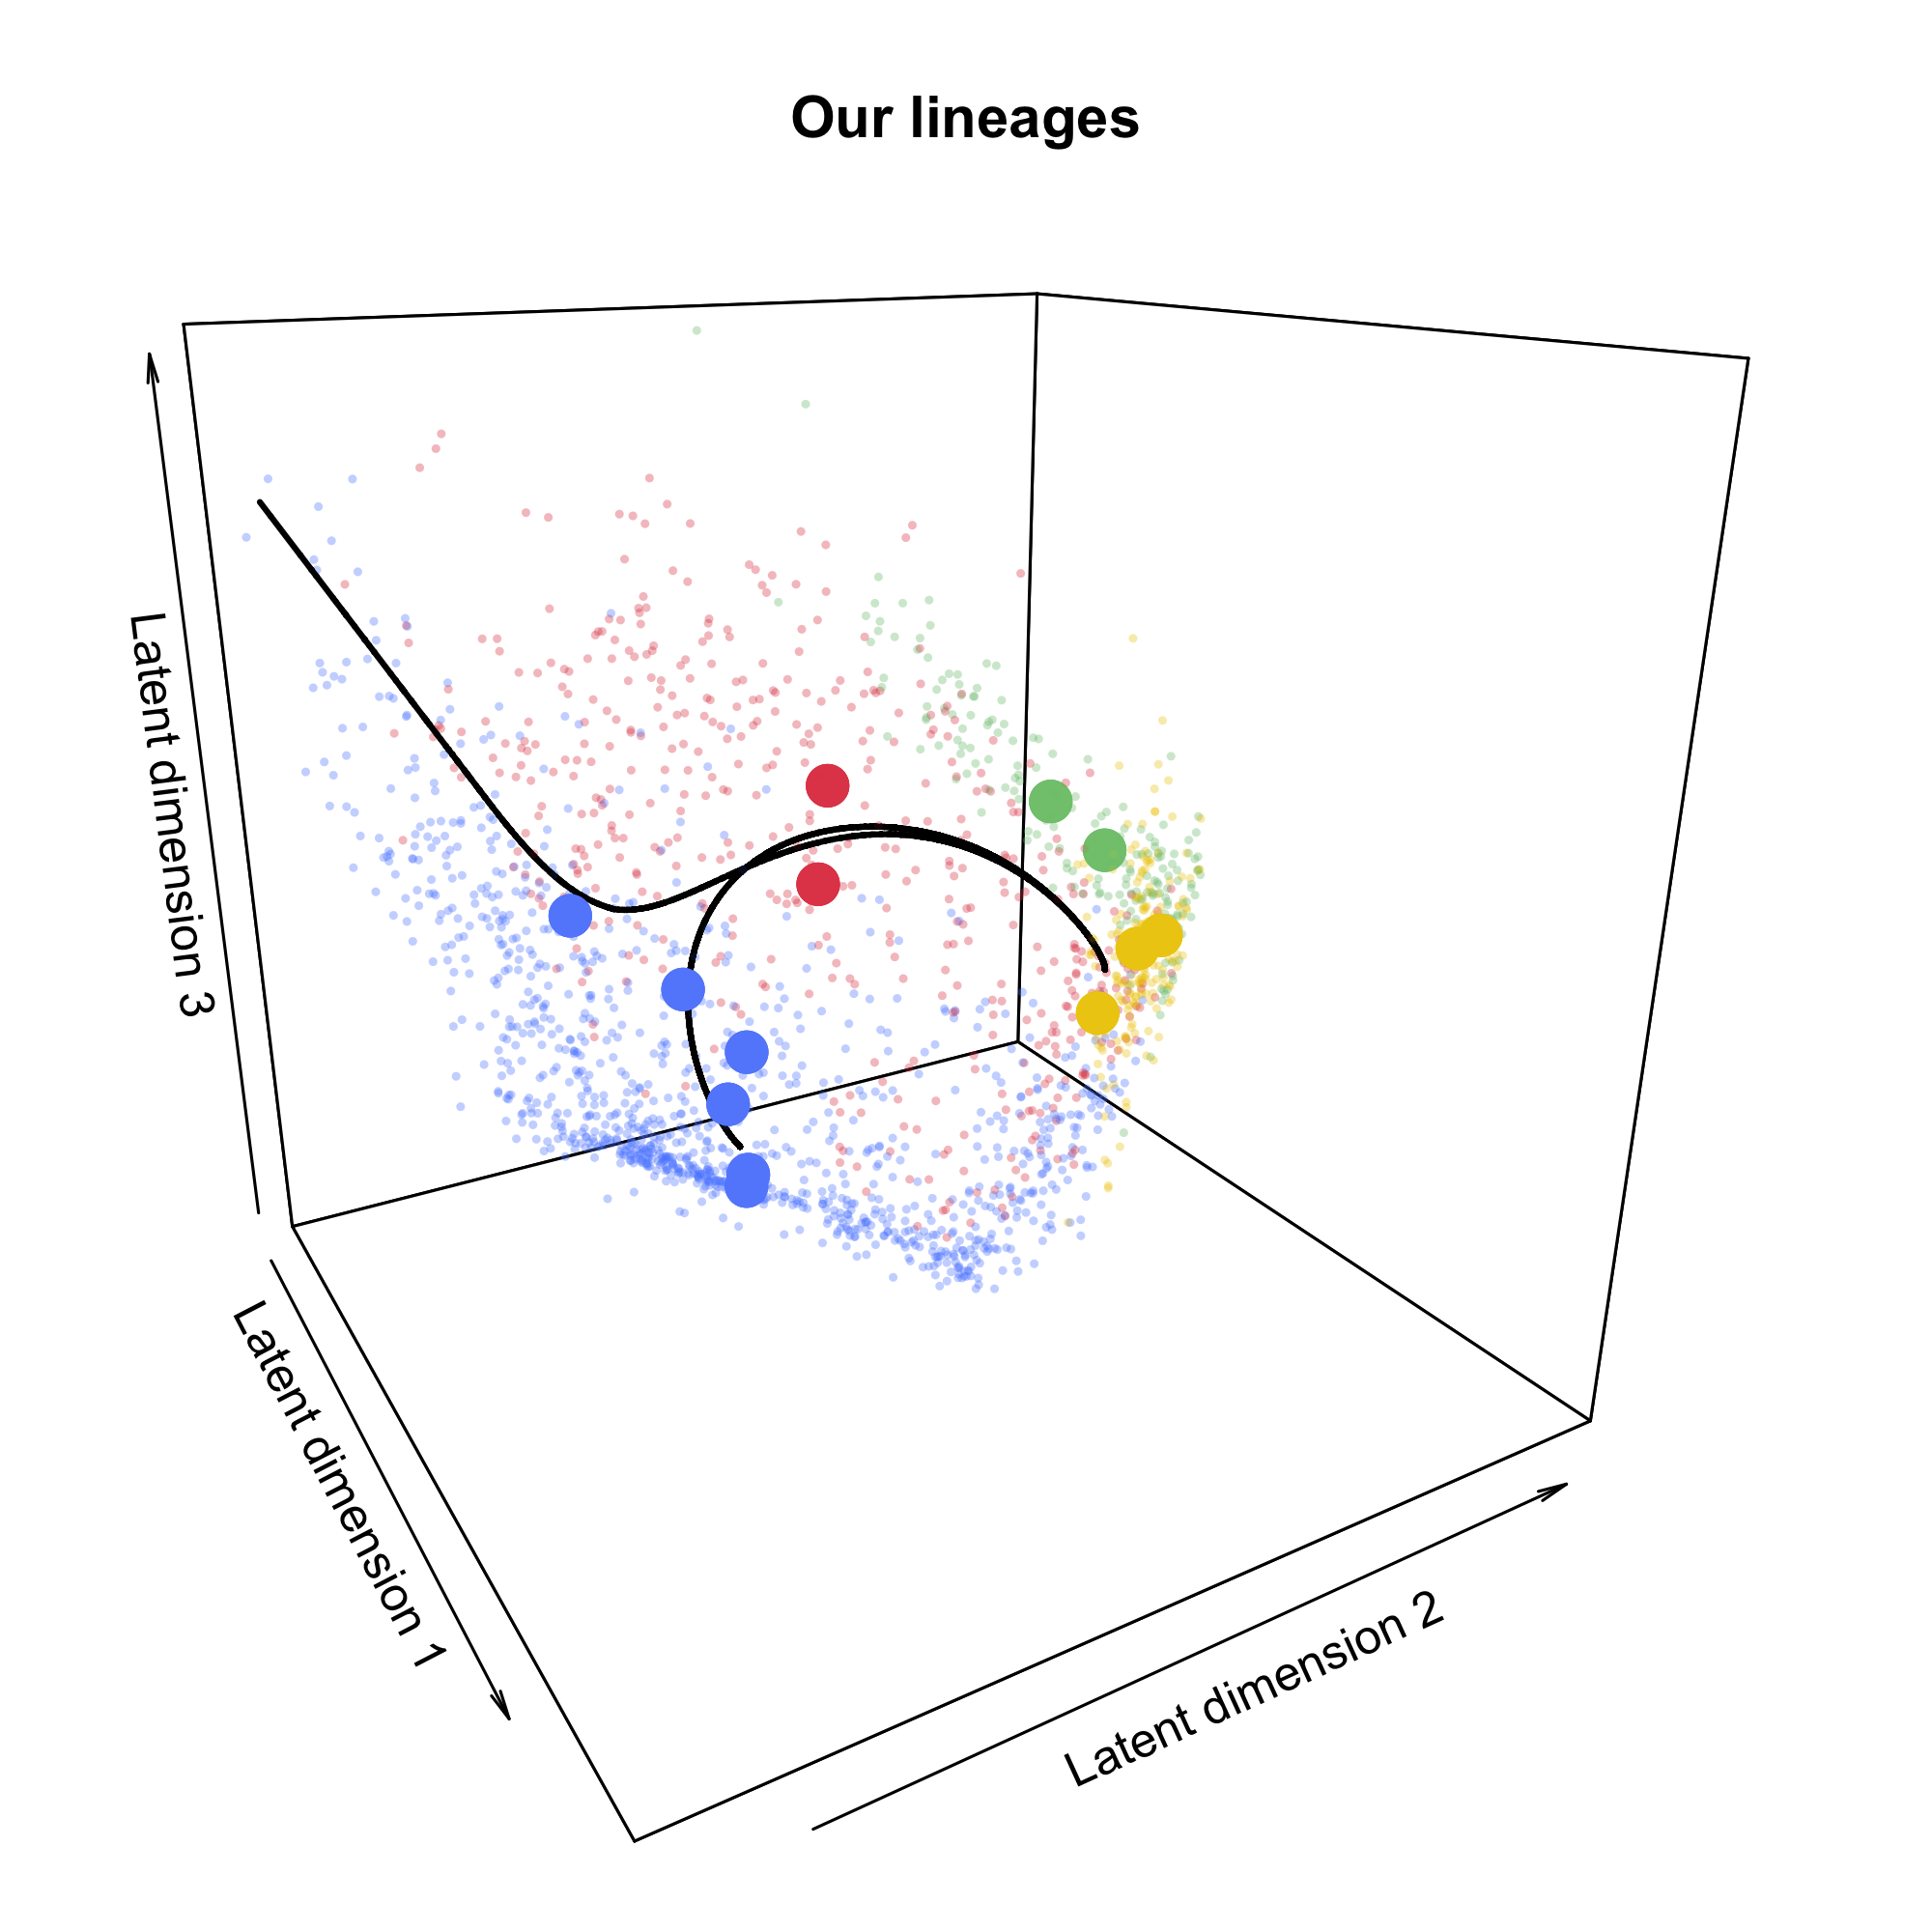 Our lineages
Latent dimension 3
Latent dimension 1
Latent dimension 2